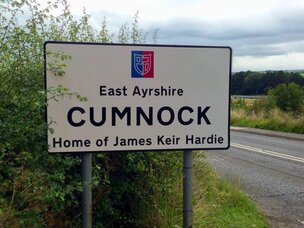 East Ayrshire
CUMNOCK
Home of James Keir Hardie